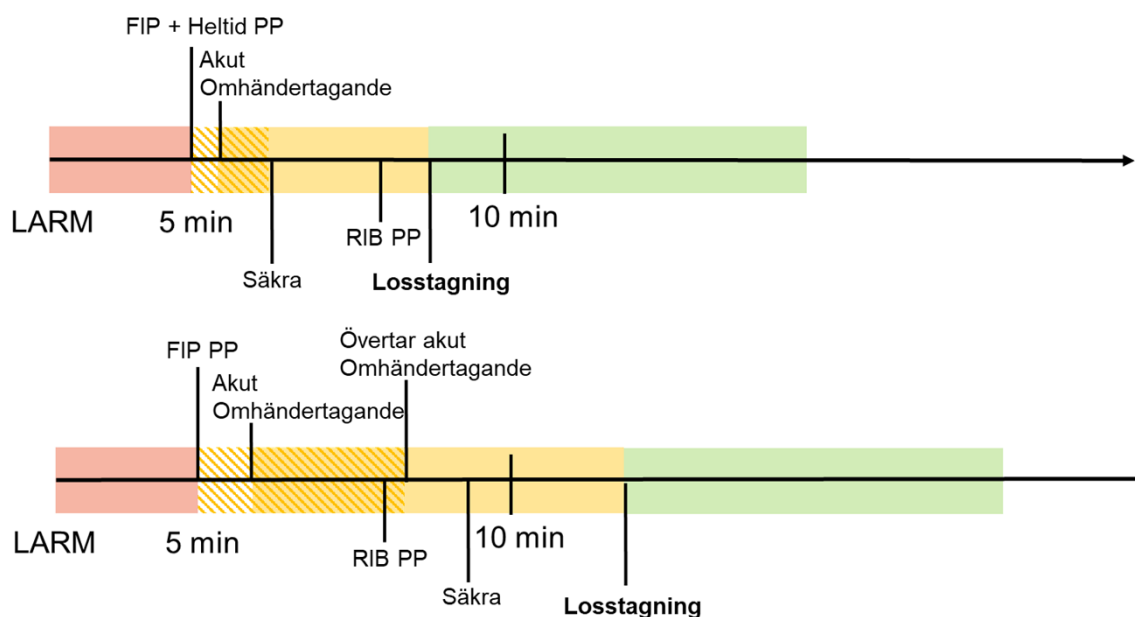 FIP + Heltid PP
Akut
Omhändertagande
LARM
5 min
10 min
RIB PP
Säkra
Losstagning
Övertar akut
Omhändertagande
FIP PP
Akut
Omhändertagande
LARM
5 min
10 min
RIB PP
Säkra
Losstagning